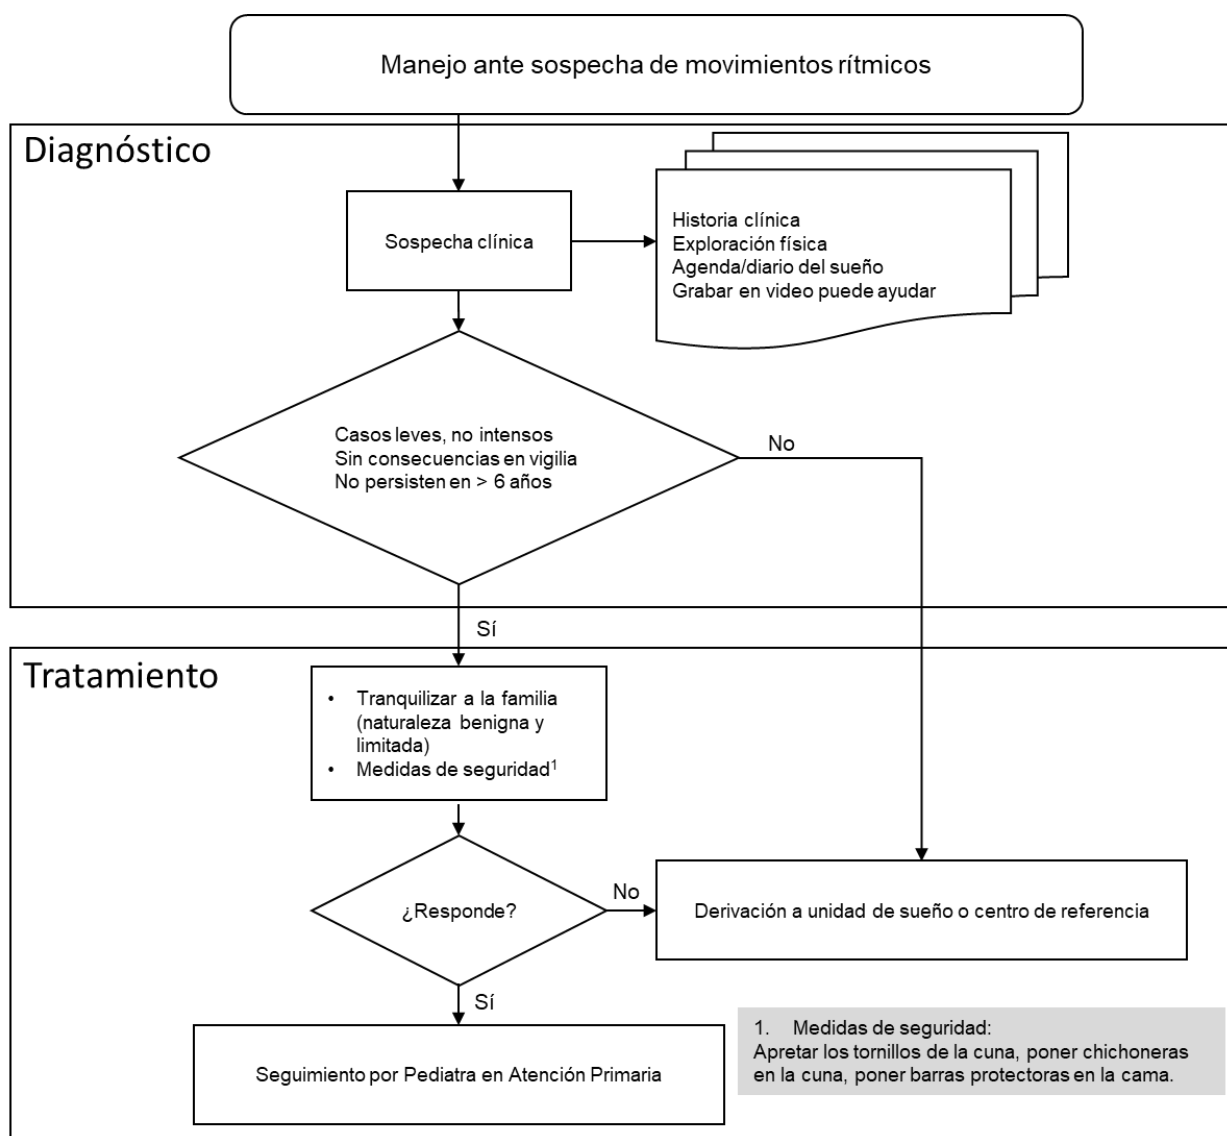 Manejo ante sospecha de movimientos rítmicos
Diagnóstico
Sospecha clínica
Historia clínica
Exploración física
Agenda/diario del sueño
Grabar en video puede ayudar
Casos leves, no intensos
Sin consecuencias en vigilia
No persisten en > 6 años
No
Sí
Tratamiento
• Tranquilizar a la familia
(naturaleza benigna y
limitada)
• Medidas de seguridad¹
¿Responde?
No
Derivación a unidad de sueño o centro de referencia
Sí
Seguimiento por Pediatra en Atención Primaria
1. Medidas de seguridad:
Apretar los tornillos de la cuna, poner chichoneras
en la cuna, poner barras protectoras en la cama.